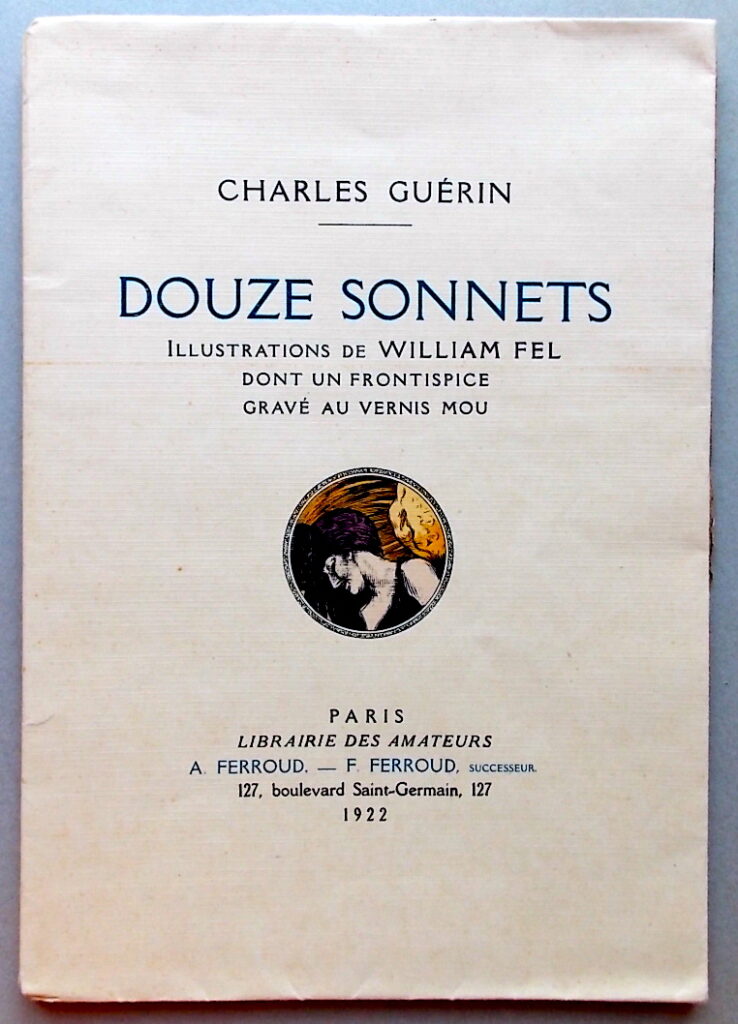 CHARLES GUÉRIN
DOUZE SONNETS
ILLUSTRATIONS DE WILLIAM FEL
DONT UN FRONTISPICE
GRAVÉ AU VERNIS MOU
PARIS
LIBRAIRIE DES AMATEURS
A. FERROUD. — F. FERROUD, SUCCESSEUR.
127, boulevard Saint-Germain, 127
1922